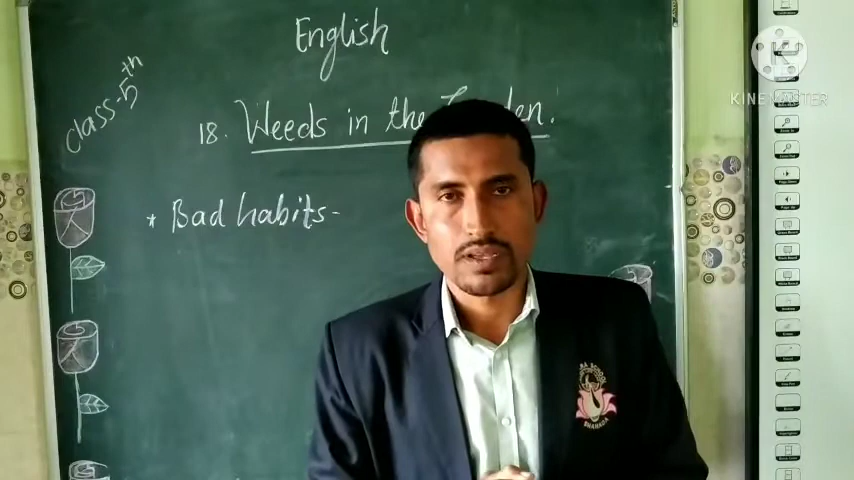 English
class-5th
18. Weeds in the
* Bad habits-
KINEMASTER